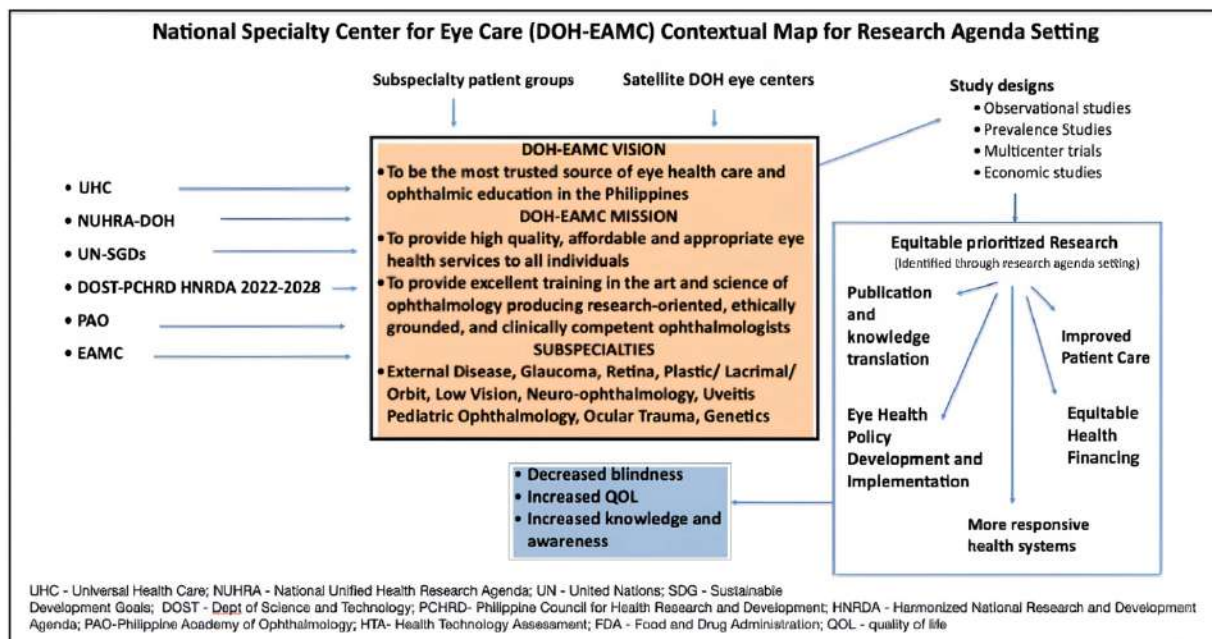 National Specialty Center for Eye Care (DOH-EAMC) Contextual Map for Research Agenda Setting
Subspecialty patient groups
Satellite DOH eye centers
• UHC
• NUHRA-DOH
• UN-SGDs
• DOST-PCHRD HNRDA 2022-2028
• PAO
• EAMC
DOH-EAMC VISION
• To be the most trusted source of eye health care and
ophthalmic education in the Philippines
DOH-EAMC MISSION
• To provide high quality, affordable and appropriate eye
health services to all individuals
• To provide excellent training in the art and science of
ophthalmology producing research-oriented, ethically
grounded, and clinically competent ophthalmologists
SUBSPECIALTIES
• External Disease, Glaucoma, Retina, Plastic/ Lacrimal/
Orbit, Low Vision, Neuro-ophthalmology, Uveitis
Pediatric Ophthalmology, Ocular Trauma, Genetics
Study designs
• Observational studies
• Prevalence Studies
• Multicenter trials
• Economic studies
Equitable prioritized Research
(Identified through research agenda setting)
Publication
and
knowledge
translation
Improved
Patient Care
Eye Health
Policy
Development and
Implementation
Equitable
Health
Financing
More responsive
health systems
• Decreased blindness
• Increased QOL
• Increased knowledge and
awareness
UHC - Universal Health Care; NUHRA - National Unified Health Research Agenda; UN - United Nations; SDG - Sustainable
Development Goals; DOST - Dept of Science and Technology; PCHRD- Philippine Council for Health Research and Development; HNRDA - Harmonized National Research and Development
Agenda; PAO-Philippine Academy of Ophthalmology; HTA- Health Technology Assessment; FDA - Food and Drug Administration; QOL - quality of life